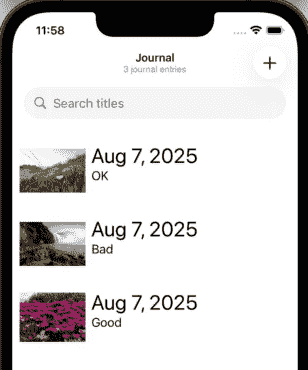 11:58
Journal
3 journal entries
Search titles
Aug 7, 2025
OK
Aug 7, 2025
Bad
Aug 7, 2025
Good